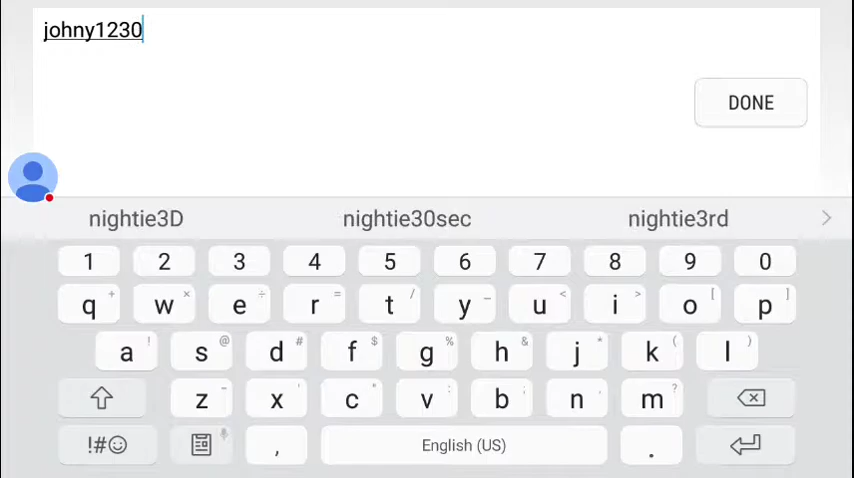 johny1230
DONE
nightie3D nightie30sec nightie3rd
1 2 3 4 5 6 7 8 9 0
q + w × e ÷ r = t / y _ u < i > o [ p ]
a ! s @ d # f $ g % h & j * k ( l )
z - x ' c " v : b ; n , m ?
!#☺ , English (US) .